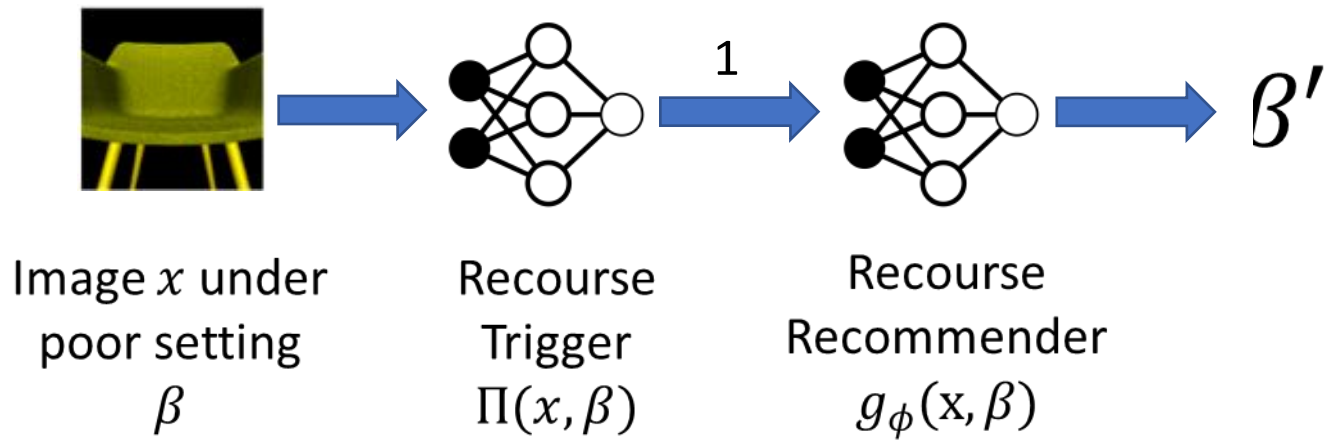 1
β′
Image x under
poor setting
β
Recourse
Trigger
Π(x, β)
Recourse
Recommender
g_ϕ(x, β)